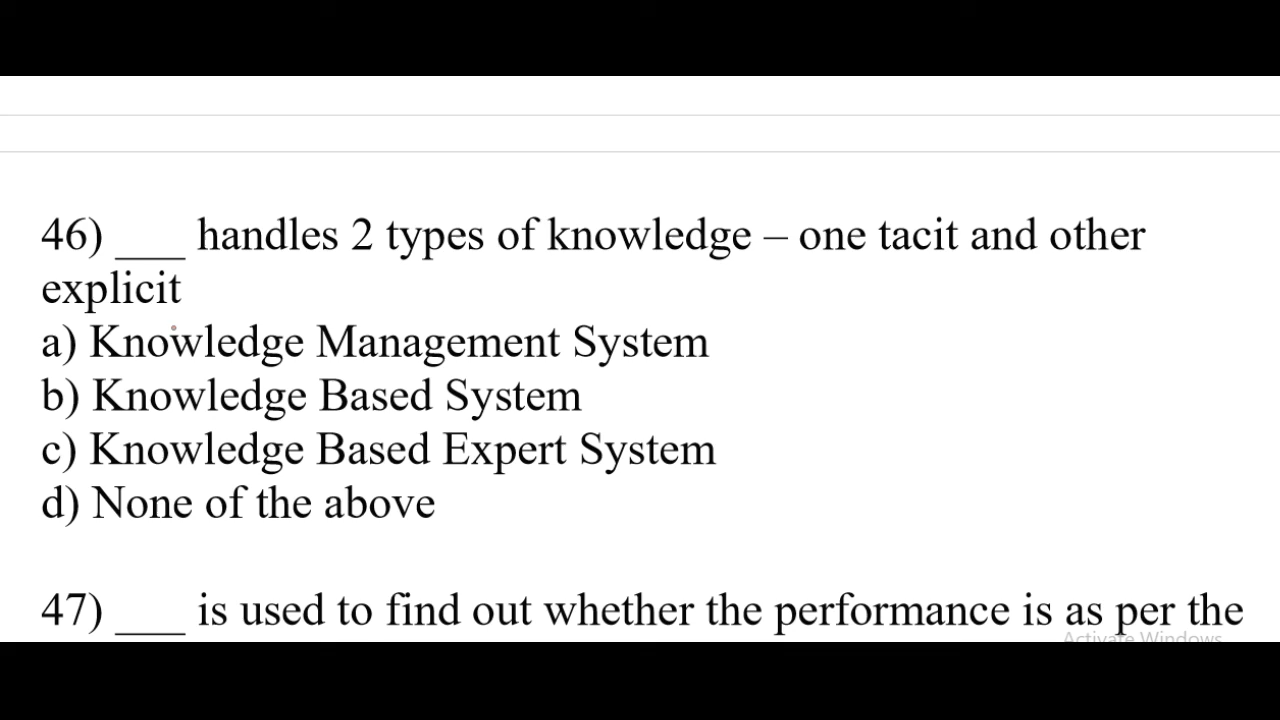 46) ___ handles 2 types of knowledge – one tacit and other
explicit
a) Knowledge Management System
b) Knowledge Based System
c) Knowledge Based Expert System
d) None of the above
47) ___ is used to find out whether the performance is as per the
Activate Windows